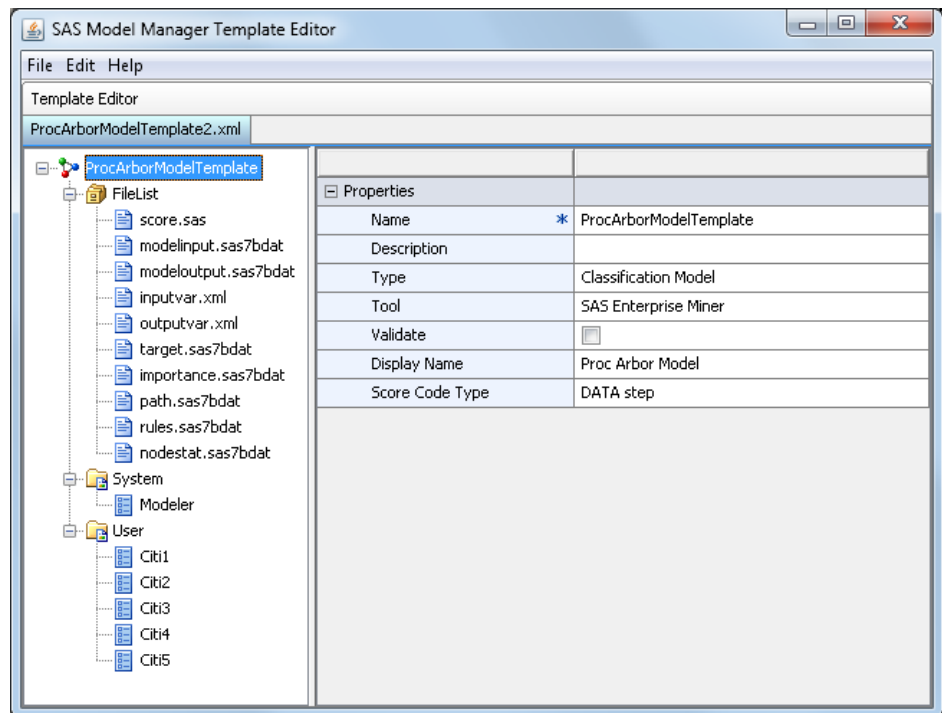 SAS Model Manager Template Editor
File Edit Help
Template Editor
ProcArborModelTemplate2.xml
ProcArborModelTemplate
FileList
score.sas
modelinput.sas7bdat
modeloutput.sas7bdat
inputvar.xml
outputvar.xml
target.sas7bdat
importance.sas7bdat
path.sas7bdat
rules.sas7bdat
nodestat.sas7bdat
System
Modeler
User
Citi1
Citi2
Citi3
Citi4
Citi5
Properties
Name * ProcArborModelTemplate
Description
Type Classification Model
Tool SAS Enterprise Miner
Validate
Display Name Proc Arbor Model
Score Code Type DATA step